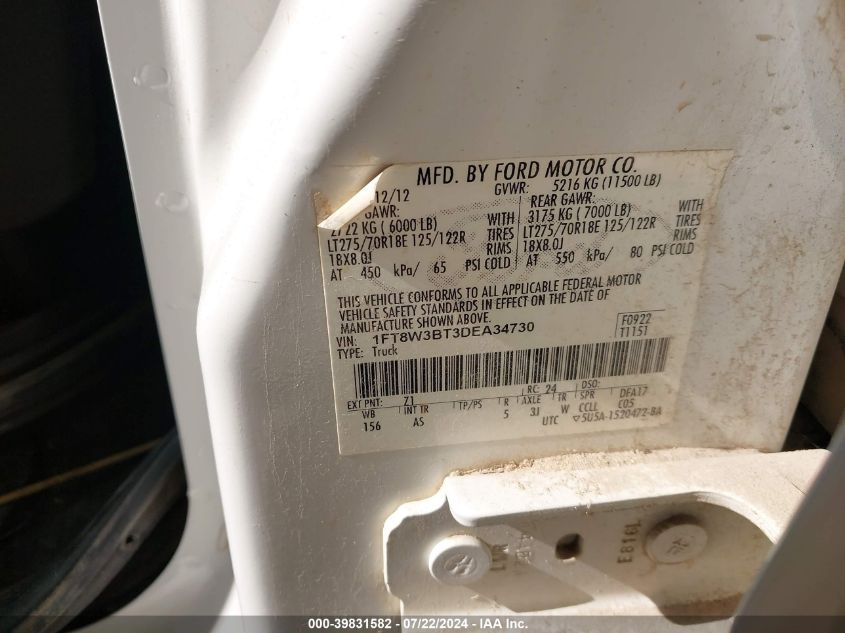 MFD. BY FORD MOTOR CO.
12/12 GVWR: 5216 KG (11500 LB)
GAWR: REAR GAWR:
2722 KG ( 6000 LB) WITH 3175 KG ( 7000 LB) WITH
LT275/70R18E 125/122R TIRES LT275/70R18E 125/122R TIRES
18X8.0J RIMS 18X8.0J RIMS
AT 450 kPa/ 65 PSI COLD AT 550 kPa/ 80 PSI COLD
THIS VEHICLE CONFORMS TO ALL APPLICABLE FEDERAL MOTOR
VEHICLE SAFETY STANDARDS IN EFFECT ON THE DATE OF
MANUFACTURE SHOWN ABOVE.
VIN: 1FT8W3BT3DEA34730 F0922
TYPE: Truck T1151
EXT PNT: Z1 RC: 24 DSO:
WB INT TR TP/PS R AXLE TR SPR DFA17
156 AS 5 3J W CCLL C05
UTC ▽5U5A-1520472-BA
E816L
000-39831582 / 07/22/2024 - IAA Inc.